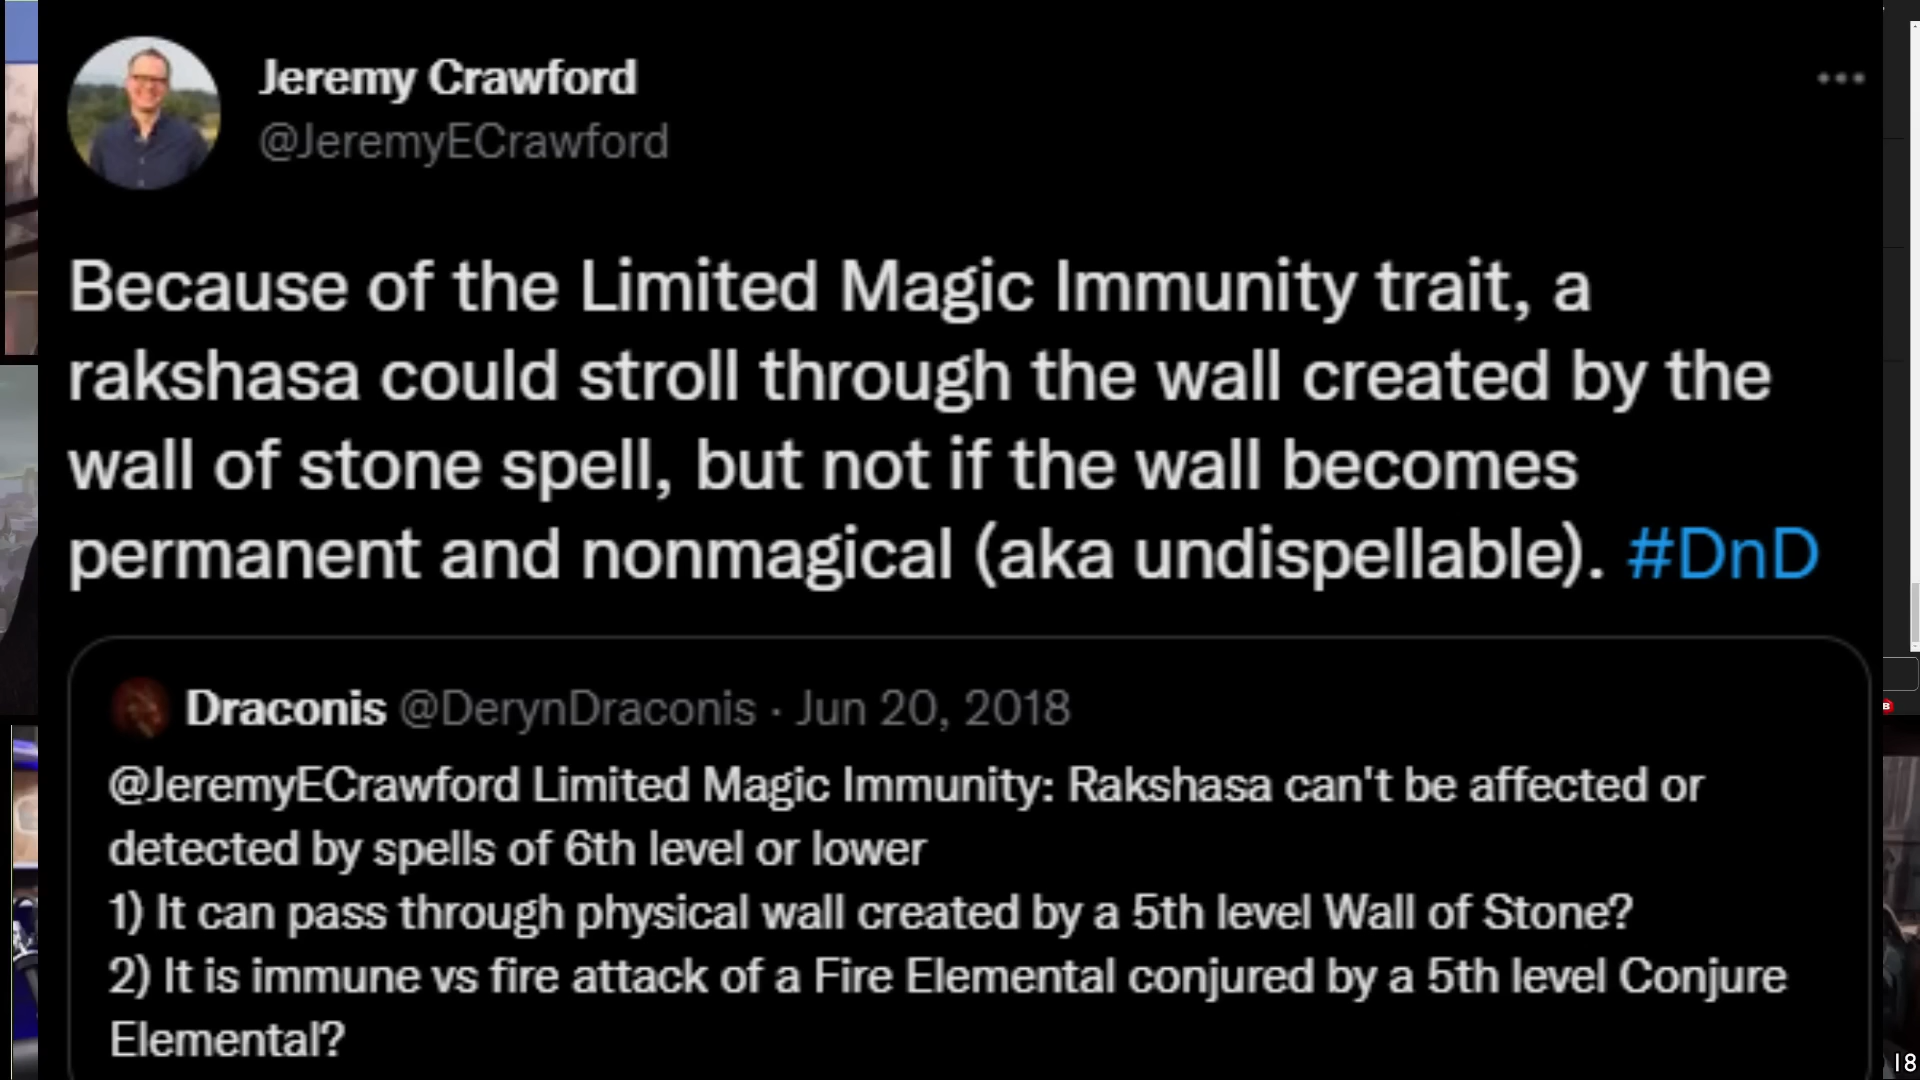 Jeremy Crawford
@JeremyECrawford
Because of the Limited Magic Immunity trait, a
rakshasa could stroll through the wall created by the
wall of stone spell, but not if the wall becomes
permanent and nonmagical (aka undispellable). #DnD
Draconis @DerynDraconis · Jun 20, 2018
@JeremyECrawford Limited Magic Immunity: Rakshasa can't be affected or
detected by spells of 6th level or lower
1) It can pass through physical wall created by a 5th level Wall of Stone?
2) It is immune vs fire attack of a Fire Elemental conjured by a 5th level Conjure
Elemental?
B
18